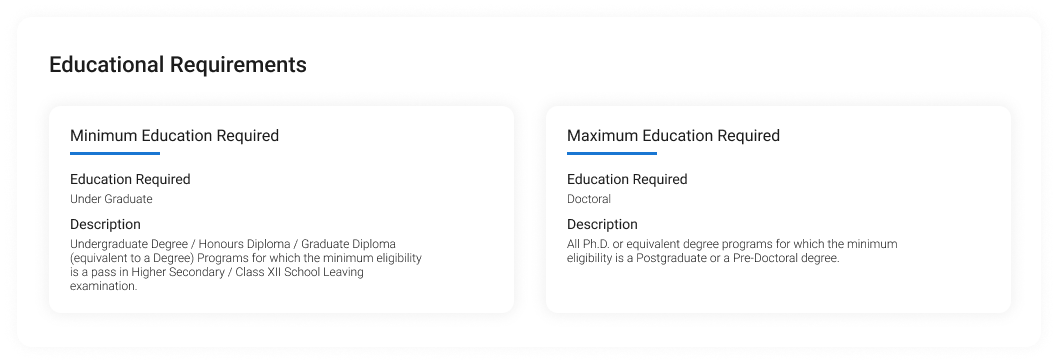 Educational Requirements
Minimum Education Required
Education Required
Under Graduate
Description
Undergraduate Degree / Honours Diploma / Graduate Diploma
(equivalent to a Degree) Programs for which the minimum eligibility
is a pass in Higher Secondary / Class XII School Leaving
examination.
Maximum Education Required
Education Required
Doctoral
Description
All Ph.D. or equivalent degree programs for which the minimum
eligibility is a Postgraduate or a Pre-Doctoral degree.